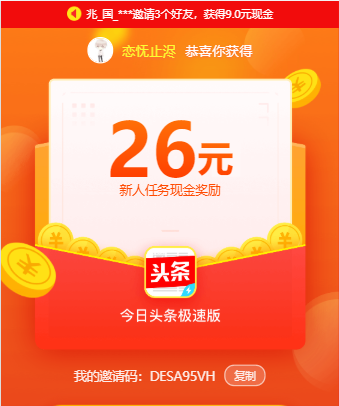 兆_国_***邀请3个好友，获得9.0元现金
恋怃止浕 恭喜你获得
26元
新人任务现金奖励
头条
今日头条极速版
我的邀请码：DESA95VH 复制